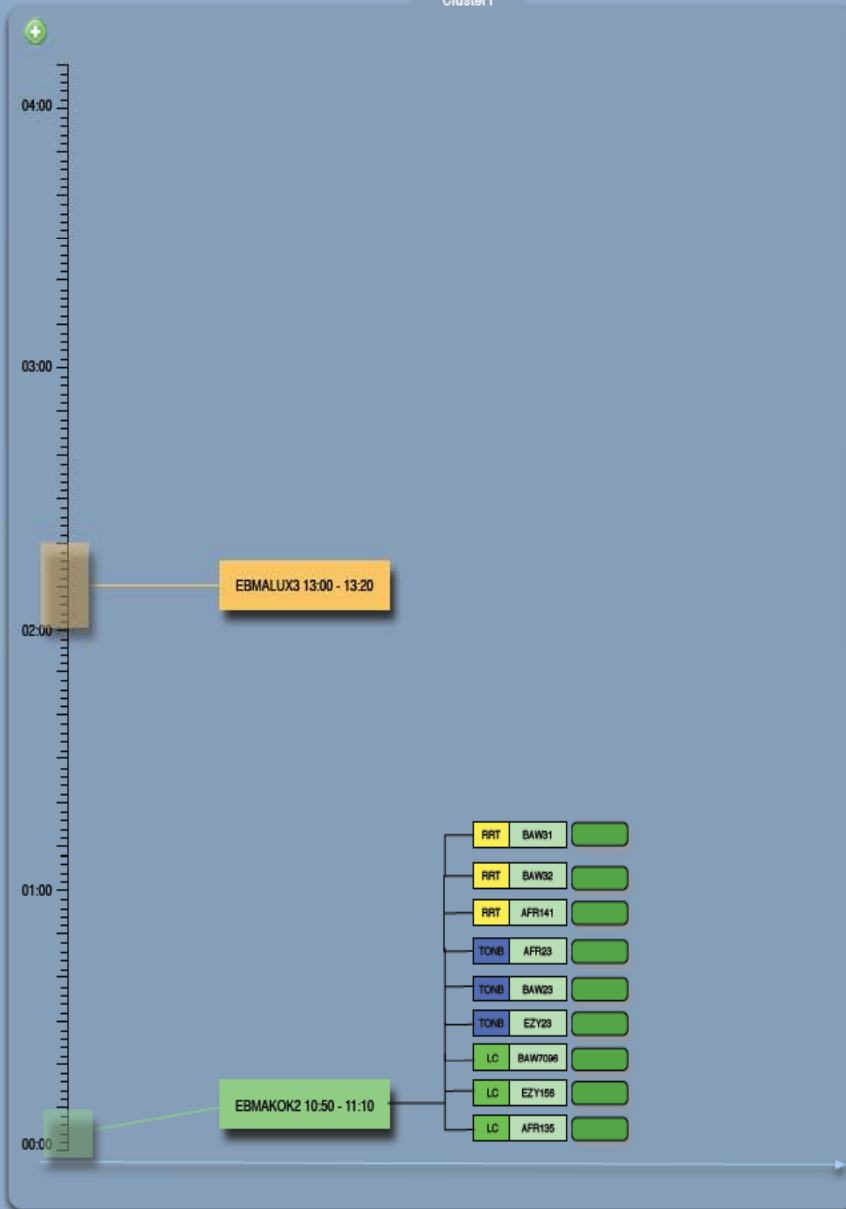 Cluster1
04:00
03:00
EBMALUX3 13:00 - 13:20
02:00
RRT BAW31
RRT BAW32
01:00
RRT AFR141
TONB AFR23
TONB BAW23
TONB EZY23
LC BAW7096
LC EZY156
EBMAKOK2 10:50 - 11:10
LC AFR135
00:00